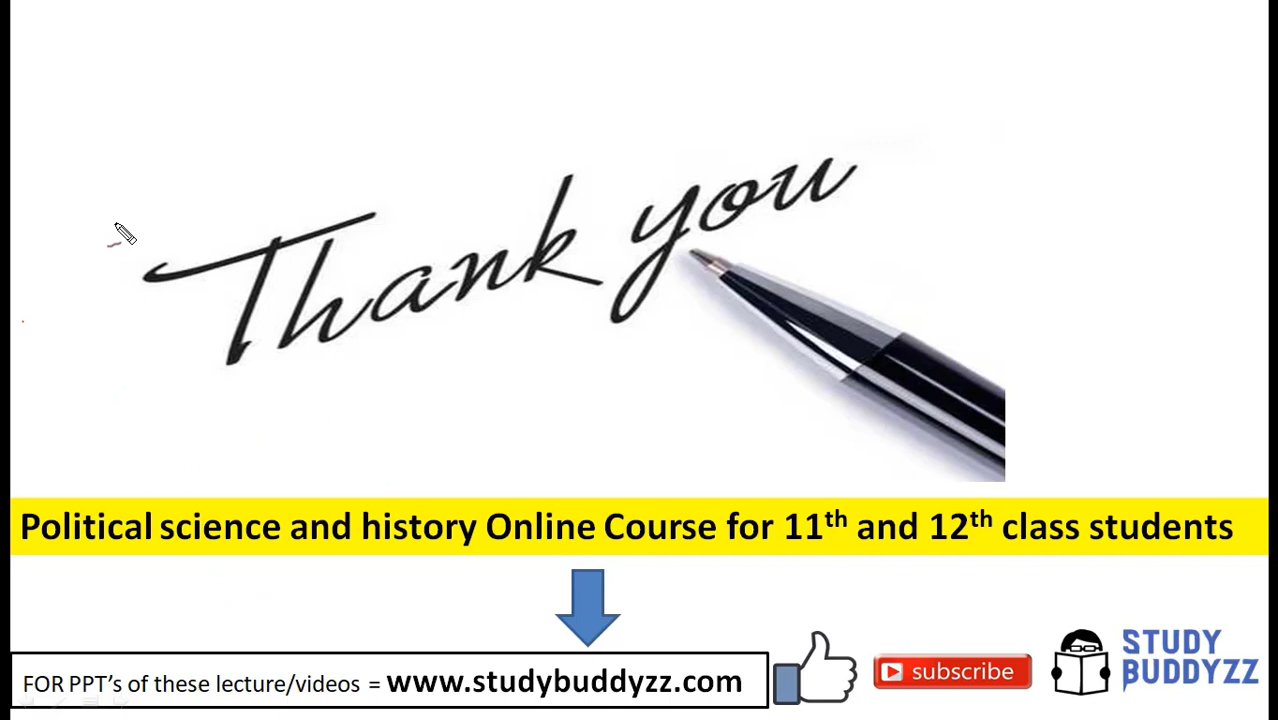 Thank you
Political science and history Online Course for 11th and 12th class students
FOR PPT's of these lecture/videos = www.studybuddyzz.com
subscribe
STUDY
BUDDYZZ